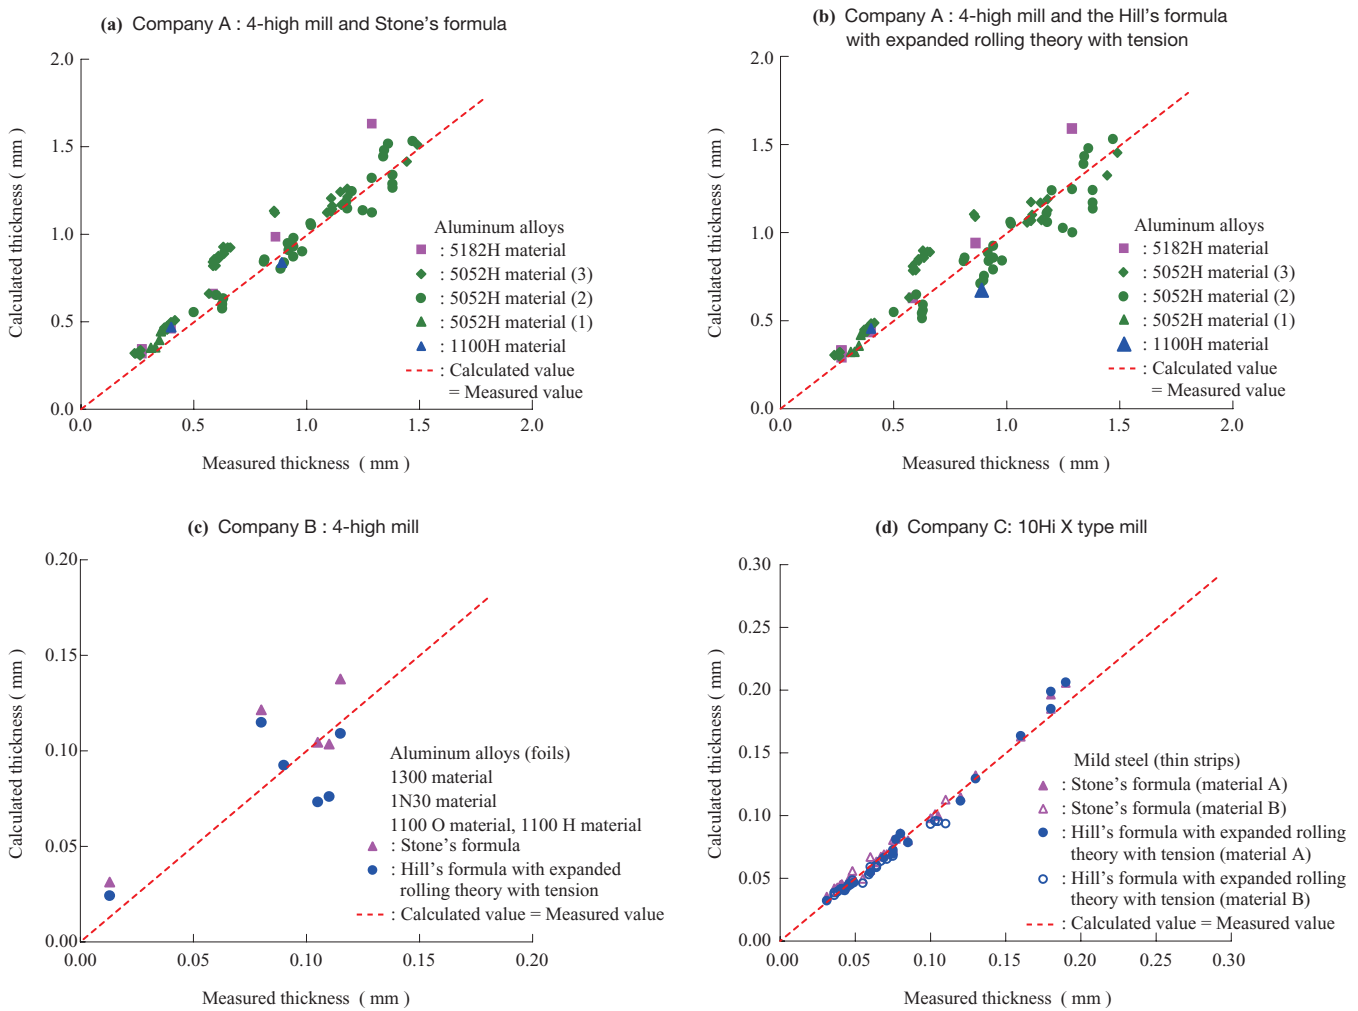 (a) Company A : 4-high mill and Stone's formula
2.0
1.5
1.0
0.5
0.0
Calculated thickness ( mm )
Aluminum alloys
: 5182H material
: 5052H material (3)
: 5052H material (2)
: 5052H material (1)
: 1100H material
: Calculated value
= Measured value
0.0 0.5 1.0 1.5 2.0
Measured thickness ( mm )
(b) Company A : 4-high mill and the Hill's formula
with expanded rolling theory with tension
2.0
1.5
1.0
0.5
0.0
Calculated thickness ( mm )
Aluminum alloys
: 5182H material
: 5052H material (3)
: 5052H material (2)
: 5052H material (1)
: 1100H material
: Calculated value
= Measured value
0.0 0.5 1.0 1.5 2.0
Measured thickness ( mm )
(c) Company B : 4-high mill
0.20
0.15
0.10
0.05
0.00
Calculated thickness ( mm )
Aluminum alloys (foils)
1300 material
1N30 material
1100 O material, 1100 H material
: Stone's formula
: Hill's formula with expanded
rolling theory with tension
: Calculated value = Measured value
0.00 0.05 0.10 0.15 0.20
Measured thickness ( mm )
(d) Company C: 10Hi X type mill
0.30
0.25
0.20
0.15
0.10
0.05
0.00
Calculated thickness ( mm )
Mild steel (thin strips)
: Stone's formula (material A)
: Stone's formula (material B)
: Hill's formula with expanded rolling
theory with tension (material A)
: Hill's formula with expanded rolling
theory with tension (material B)
: Calculated value = Measured value
0.00 0.05 0.10 0.15 0.20 0.25 0.30
Measured thickness ( mm )